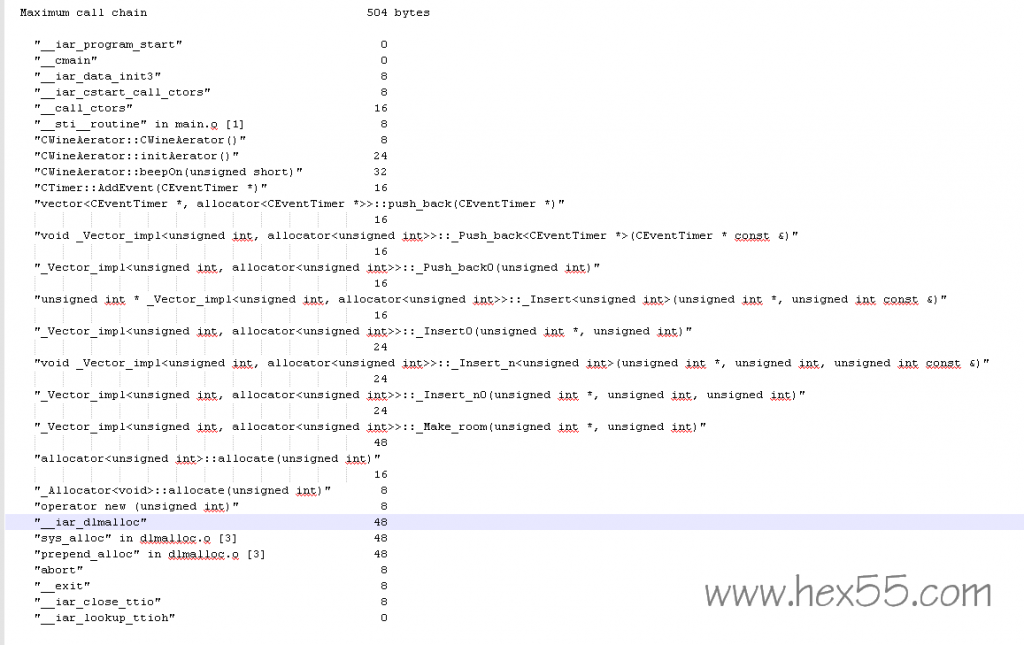 Maximum call chain 504 bytes
"__iar_program_start" 0
"__cmain" 0
"__iar_data_init3" 8
"__iar_cstart_call_ctors" 8
"__call_ctors" 16
"__sti__routine" in main.o [1] 8
"CWineAerator::CWineAerator()" 8
"CWineAerator::initAerator()" 24
"CWineAerator::beepOn(unsigned short)" 32
"CTimer::AddEvent(CEventTimer *)" 16
"vector<CEventTimer *, allocator<CEventTimer *>>::push_back(CEventTimer *)"
16
"void _Vector_impl<unsigned int, allocator<unsigned int>>::_Push_back<CEventTimer *>(CEventTimer * const &)"
16
"_Vector_impl<unsigned int, allocator<unsigned int>>::_Push_back0(unsigned int)"
16
"unsigned int * _Vector_impl<unsigned int, allocator<unsigned int>>::_Insert<unsigned int>(unsigned int *, unsigned int const &)"
16
"_Vector_impl<unsigned int, allocator<unsigned int>>::_Insert0(unsigned int *, unsigned int)"
24
"void _Vector_impl<unsigned int, allocator<unsigned int>>::_Insert_n<unsigned int>(unsigned int *, unsigned int, unsigned int const &)"
24
"_Vector_impl<unsigned int, allocator<unsigned int>>::_Insert_n0(unsigned int *, unsigned int, unsigned int)"
24
"_Vector_impl<unsigned int, allocator<unsigned int>>::_Make_room(unsigned int *, unsigned int)"
48
"allocator<unsigned int>::allocate(unsigned int)"
16
"_Allocator<void>::allocate(unsigned int)" 8
"operator new (unsigned int)" 8
"__iar_dlmalloc" 48
"sys_alloc" in dlmalloc.o [3] 48
"prepend_alloc" in dlmalloc.o [3] 48
"abort" 8
"__exit" 8
"__iar_close_ttio" 8
"__iar_lookup_ttioh" 0
www.hex55.com